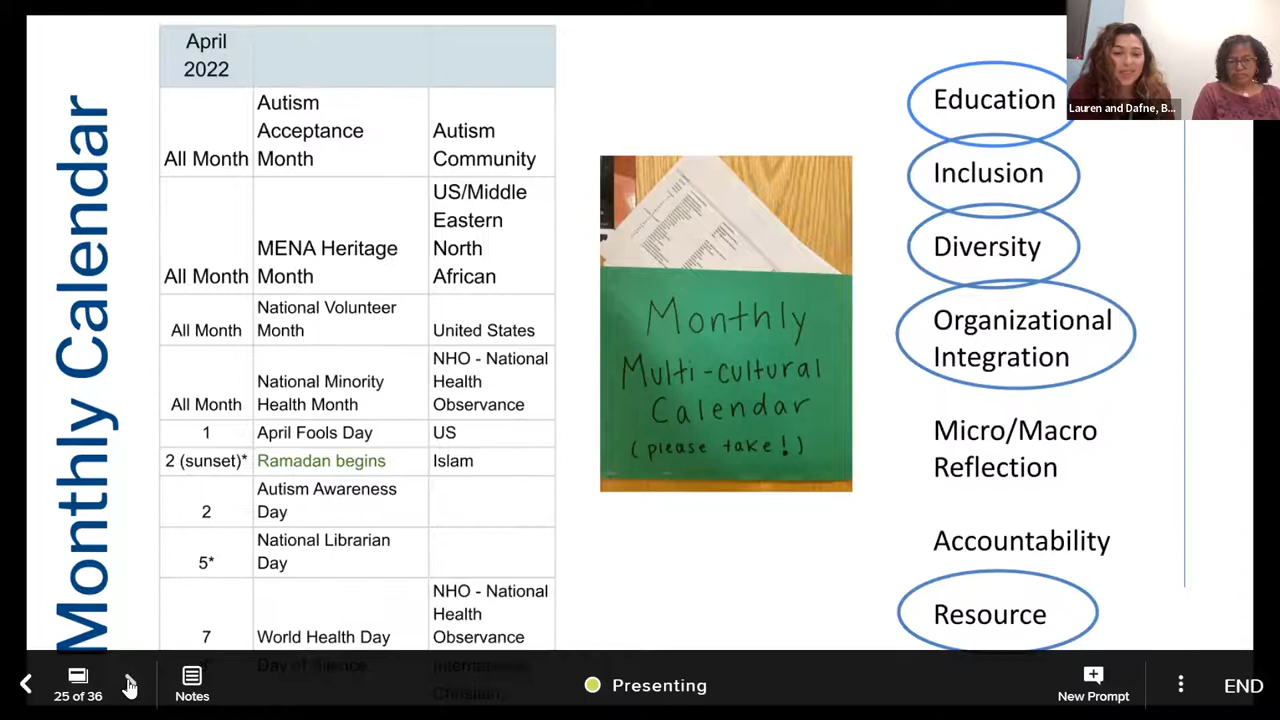 Monthly Calendar
April
2022
All Month
Autism
Acceptance
Month
Autism
Community
All Month
MENA Heritage
Month
US/Middle
Eastern
North
African
All Month
National Volunteer
Month
United States
All Month
National Minority
Health Month
NHO - National
Health
Observance
1
April Fools Day
US
2 (sunset)*
Ramadan begins
Islam
2
Autism Awareness
Day
5*
National Librarian
Day
7
World Health Day
NHO - National
Health
Observance
Day of Silence
Christian,
Monthly
Multi-cultural
Calendar
(please take!)
Education
Inclusion
Diversity
Organizational
Integration
Micro/Macro
Reflection
Accountability
Resource
Lauren and Dafne, B...
25 of 36
Notes
Presenting
New Prompt
END